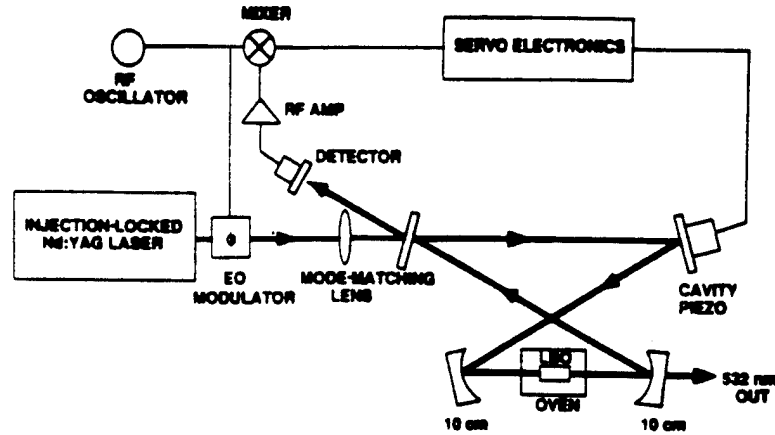 MIXER
SERVO ELECTRONICS
RF
OSCILLATOR
RF AMP
DETECTOR
INJECTION-LOCKED
Nd:YAG LASER
EO
MODULATOR
MODE-MATCHING
LENS
CAVITY
PIEZO
LBO
OVEN
532 nm
OUT
10 cm
10 cm